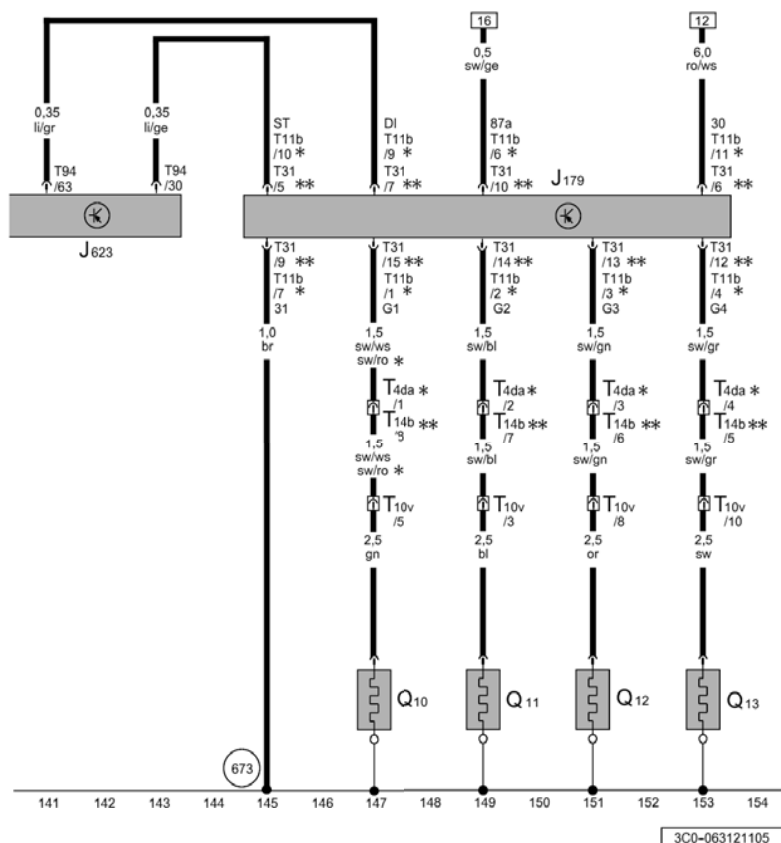 16
12
0,5
sw/ge
6,0
ro/ws
0,35
li/gr
0,35
li/ge
ST
T11b
/10 *
T31
/5 **
DI
T11b
/9 *
T31
/7 **
87a
T11b
/6 *
T31
/10 **
30
T11b
/11 *
T31
/6 **
T94
/63
T94
/30
J179
J623
T31
/9 **
T11b
/7 *
31
T31
/15 **
T11b
/1 *
G1
T31
/14 **
T11b
/2 *
G2
T31
/13 **
T11b
/3 *
G3
T31
/12 **
T11b
/4 *
G4
1,0
br
1,5
sw/ws
sw/ro *
1,5
sw/bl
1,5
sw/gn
1,5
sw/gr
T4da *
/1
T14b **
T4da *
/2
T14b **
/7
T4da *
/3
T14b **
/6
T4da *
/4
T14b **
/5
1,5
sw/ws
sw/ro *
1,5
sw/bl
1,5
sw/gn
1,5
sw/gr
T10v
/5
T10v
/3
T10v
/8
T10v
/10
2,5
gn
2,5
bl
2,5
or
2,5
sw
Q10
Q11
Q12
Q13
673
141 142 143 144 145 146 147 148 149 150 151 152 153 154
3C0-063121105